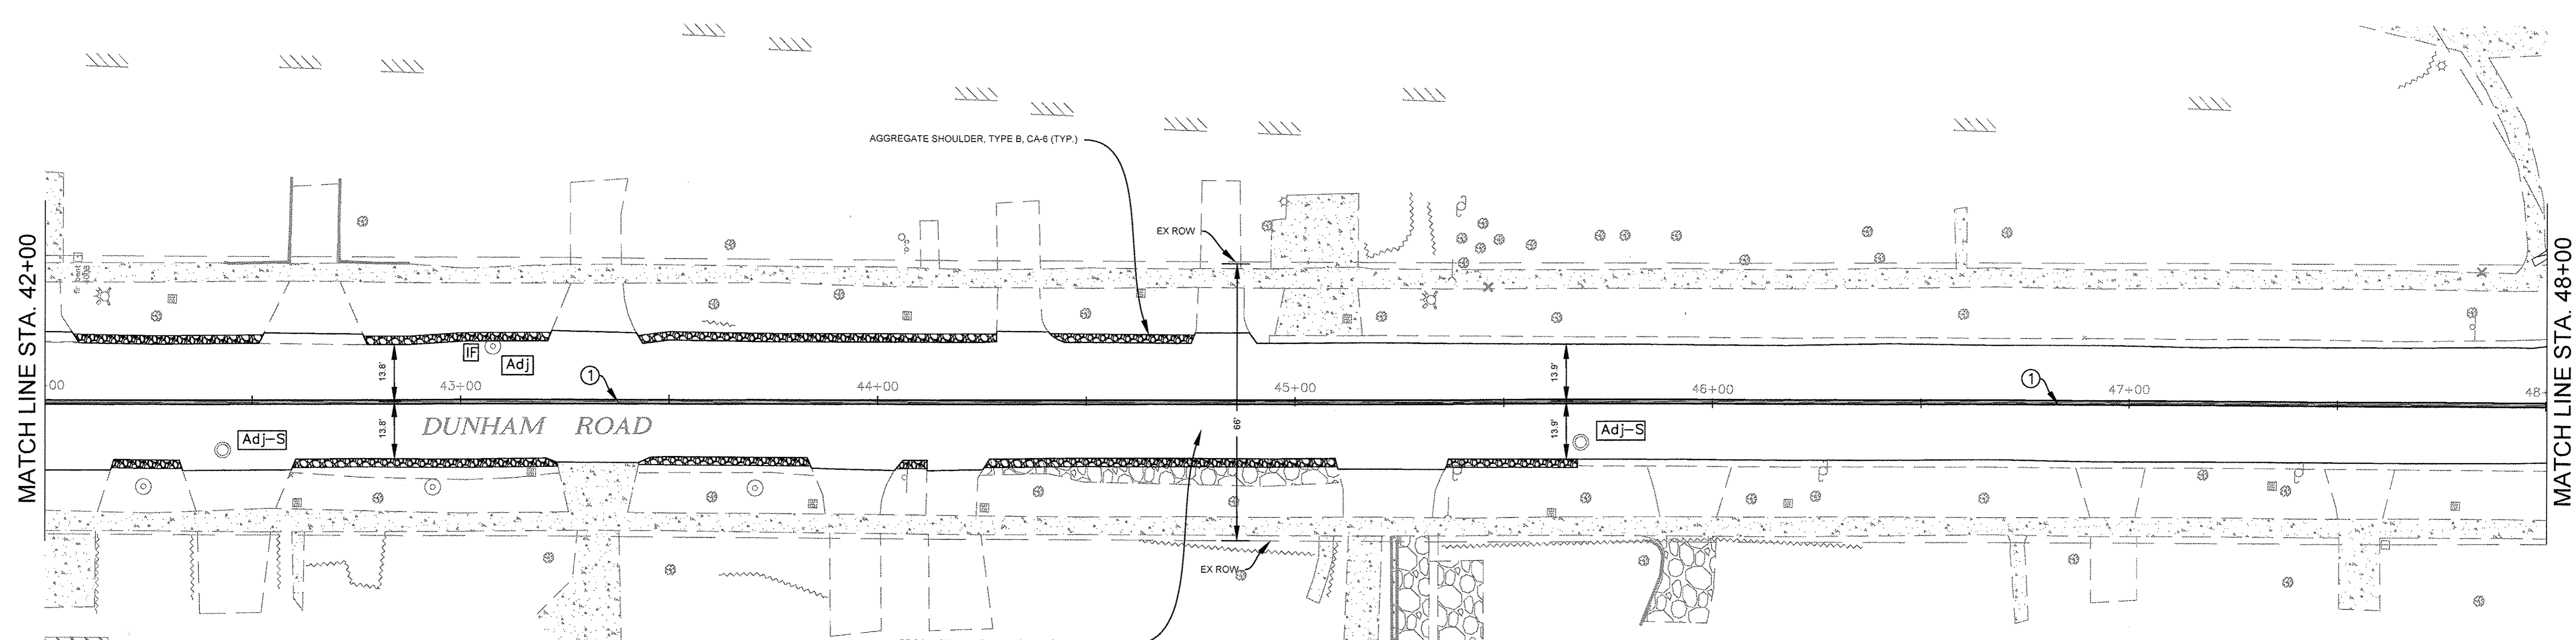 AGGREGATE SHOULDER, TYPE B, CA-6 (TYP.)
EX ROW
MATCH LINE STA. 42+00
MATCH LINE STA. 48+00
IF
Adj
13.8'
13.9'
1
1
00
43+00
44+00
45+00
46+00
47+00
48
66'
DUNHAM ROAD
13.8'
13.9'
Adj-S
Adj-S
EX ROW